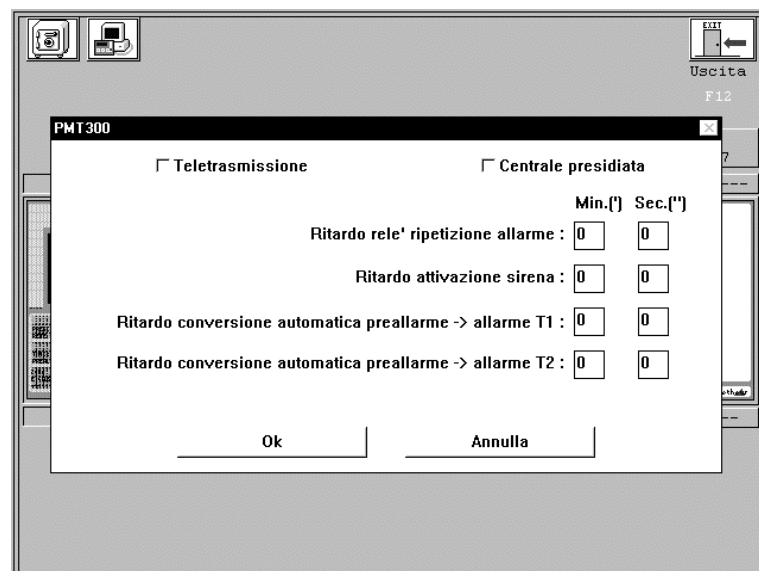 EXIT
Uscita
F12
PMT300
7
Teletrasmissione
Centrale presidiata
---
Min.(') Sec.('')
Ritardo rele' ripetizione allarme : 0 0
Ritardo attivazione sirena : 0 0
Ritardo conversione automatica preallarme -> allarme T1 : 0 0
Ritardo conversione automatica preallarme -> allarme T2 : 0 0
--
Ok Annulla